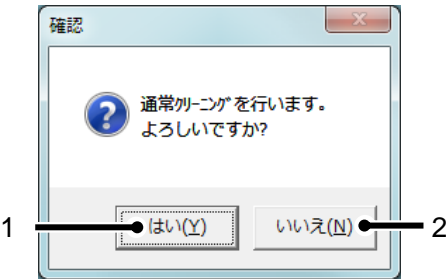 確認
X
通常ｸﾘｰﾆﾝｸﾞを行います。
よろしいですか?
1 はい(Y) いいえ(N) 2